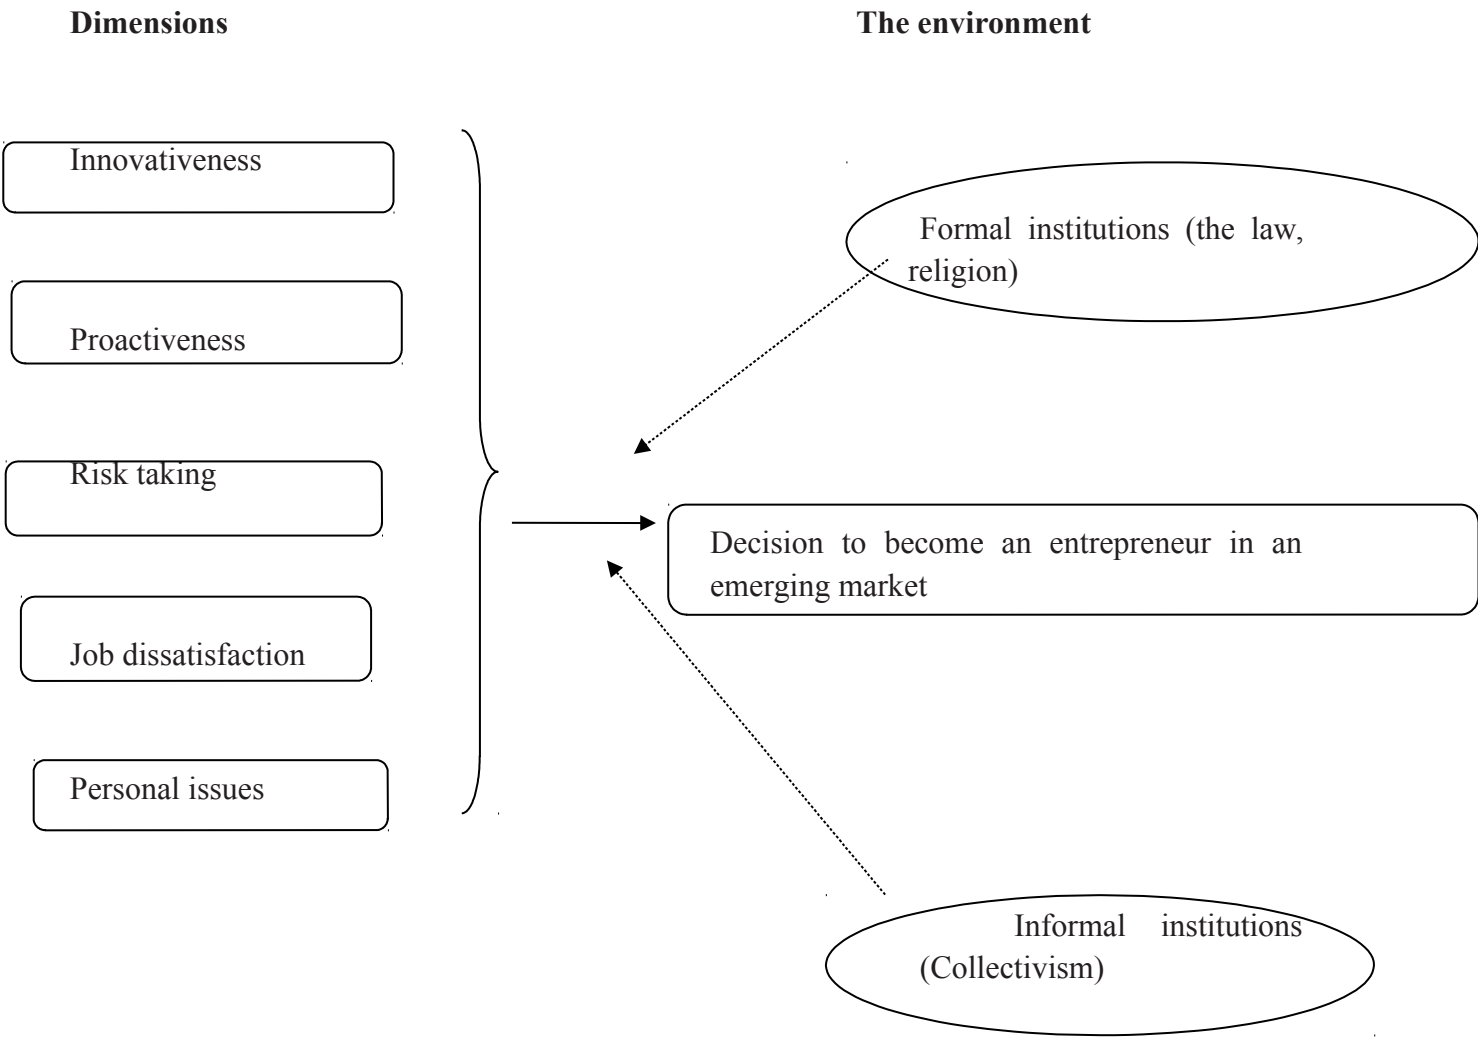 Dimensions
The environment
Innovativeness
Formal institutions (the law,
religion)
Proactiveness
Risk taking
Decision to become an entrepreneur in an
emerging market
Job dissatisfaction
Personal issues
Informal institutions
(Collectivism)